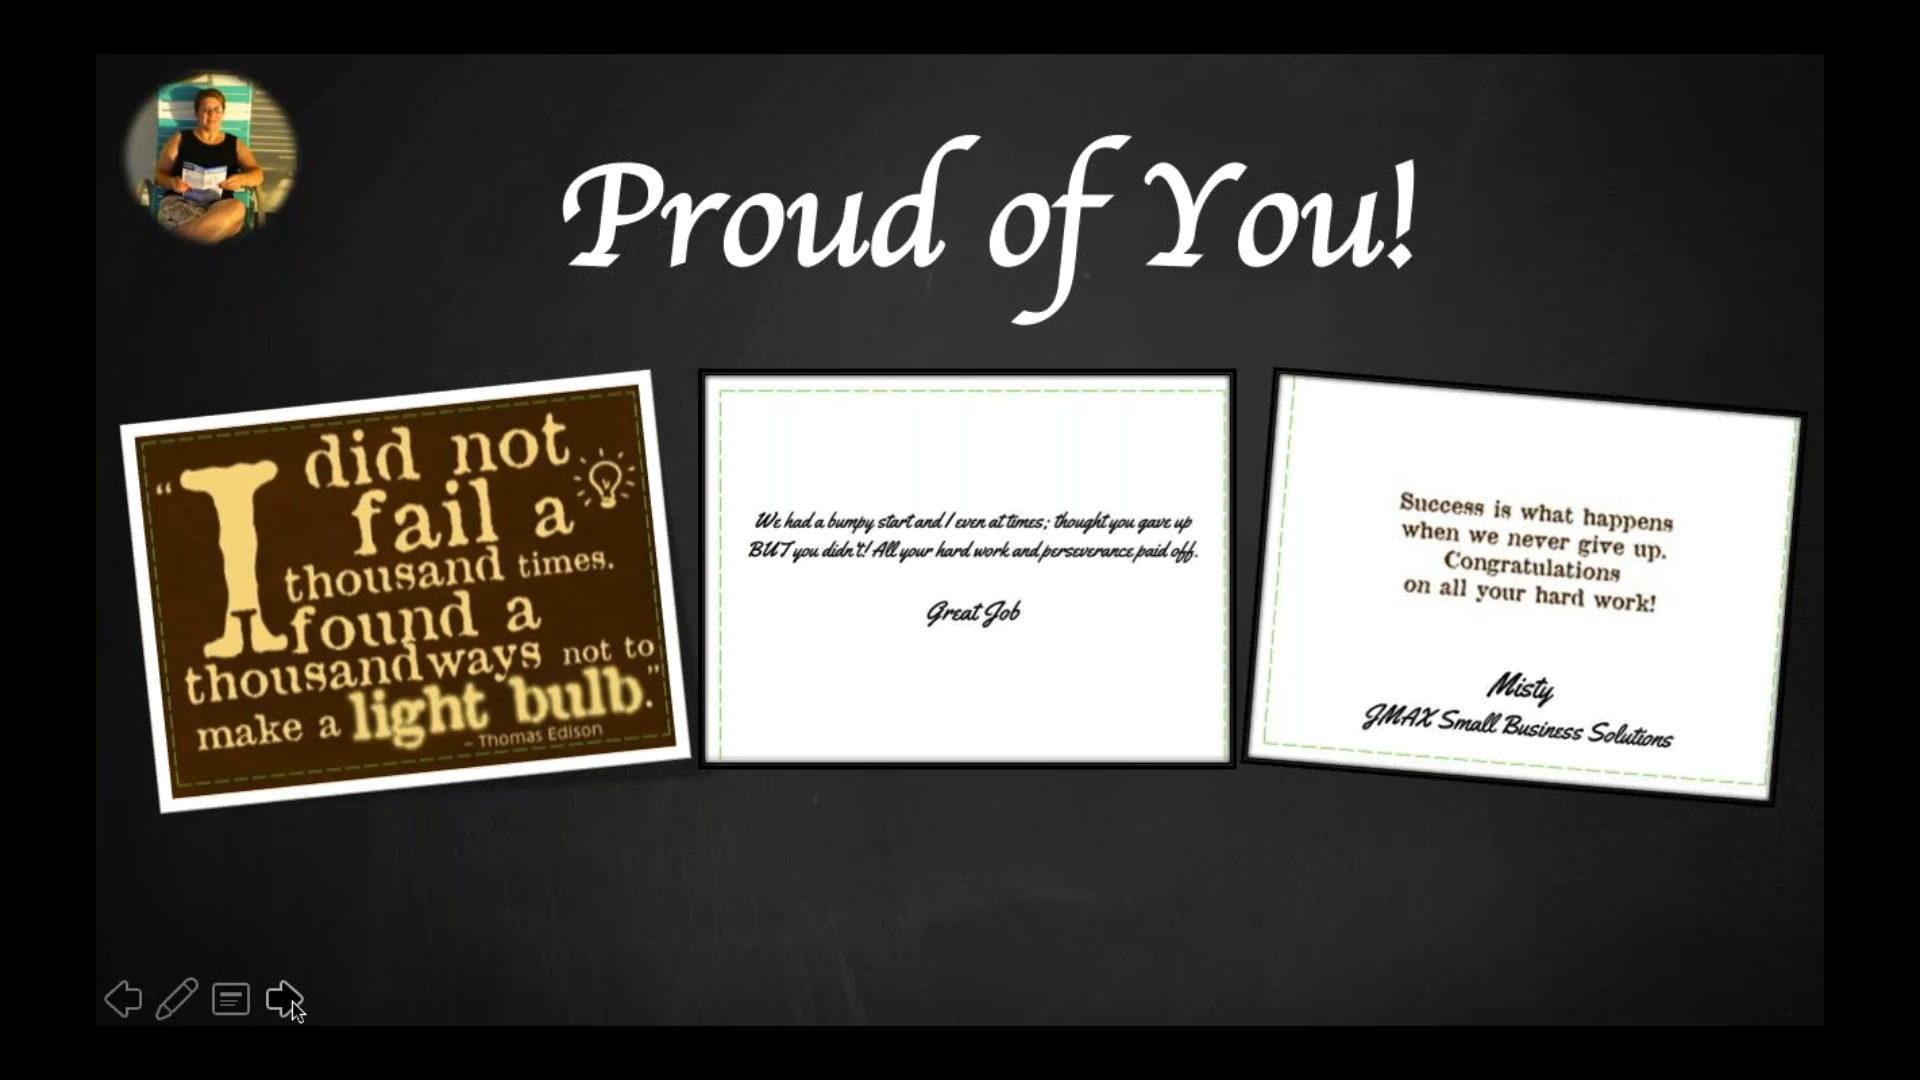 Proud of You!
“I did not
fail a
thousand times.
found a
thousand ways not to
make a light bulb.”
~ Thomas Edison
We had a bumpy start and I even at times; thought you gave up
BUT you didn't! All your hard work and perseverance paid off.
Great Job
Success is what happens
when we never give up.
Congratulations
on all your hard work!
Misty
JMAX Small Business Solutions